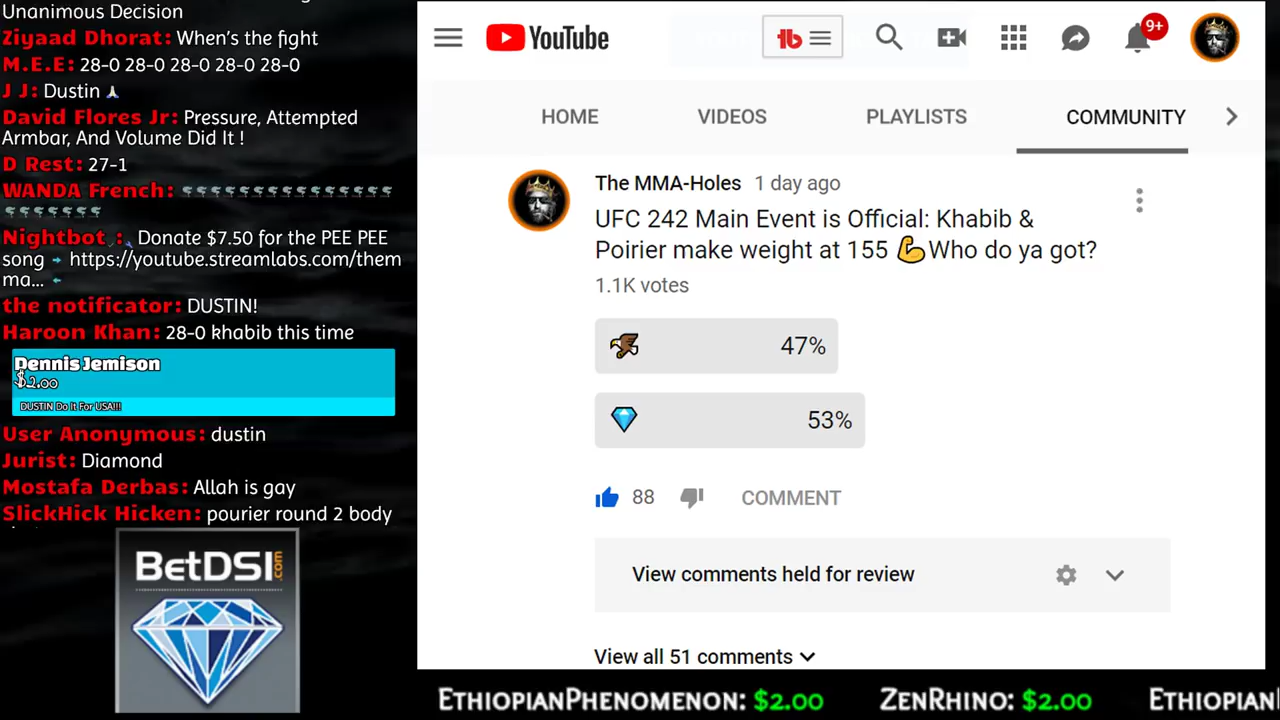 Unanimous Decision
Ziyaad Dhorat: When's the fight
M.E.E: 28-0 28-0 28-0 28-0 28-0
J J: Dustin
David Flores Jr: Pressure, Attempted
Armbar, And Volume Did It !
D Rest: 27-1
WANDA French:
Nightbot : Donate $7.50 for the PEE PEE
song https://youtube.streamlabs.com/them
ma...
the notificator: DUSTIN!
Haroon Khan: 28-0 khabib this time
Dennis Jemison
$2.00
DUSTIN Do It For USA!!!
User Anonymous: dustin
Jurist: Diamond
Mostafa Derbas: Allah is gay
SlickHick Hicken: pourier round 2 body
BetDSI.com
YouTube
tb
9+
HOME VIDEOS PLAYLISTS COMMUNITY
The MMA-Holes 1 day ago
UFC 242 Main Event is Official: Khabib &
Poirier make weight at 155 💪Who do ya got?
1.1K votes
47%
53%
88 COMMENT
View comments held for review
View all 51 comments
EthiopianPhenomenon: $2.00 ZenRhino: $2.00 Ethiopian